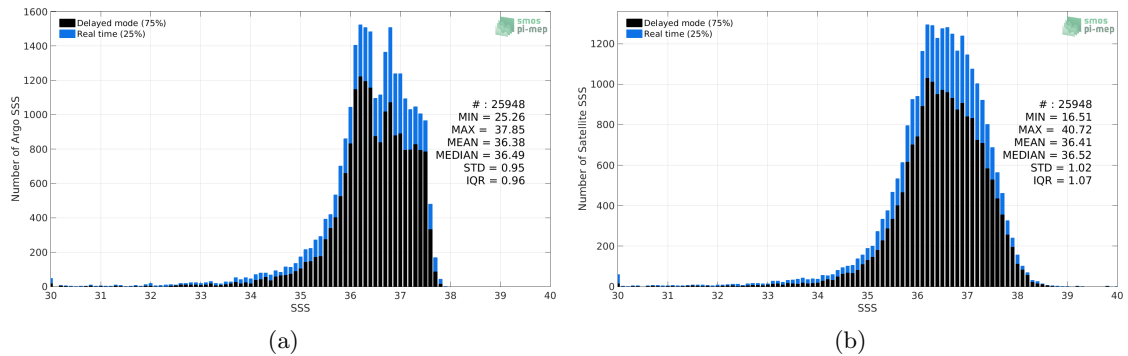 Delayed mode (75%)
Real time (25%)
smos
pi-mep
# : 25948
MIN = 25.26
MAX = 37.85
MEAN = 36.38
MEDIAN = 36.49
STD = 0.95
IQR = 0.96
Number of Argo SSS
1600
1400
1200
1000
800
600
400
200
0
30 31 32 33 34 35 36 37 38 39 40
SSS
(a)
Delayed mode (75%)
Real time (25%)
smos
pi-mep
# : 25948
MIN = 16.51
MAX = 40.72
MEAN = 36.41
MEDIAN = 36.52
STD = 1.02
IQR = 1.07
Number of Satellite SSS
1200
1000
800
600
400
200
0
30 31 32 33 34 35 36 37 38 39 40
SSS
(b)